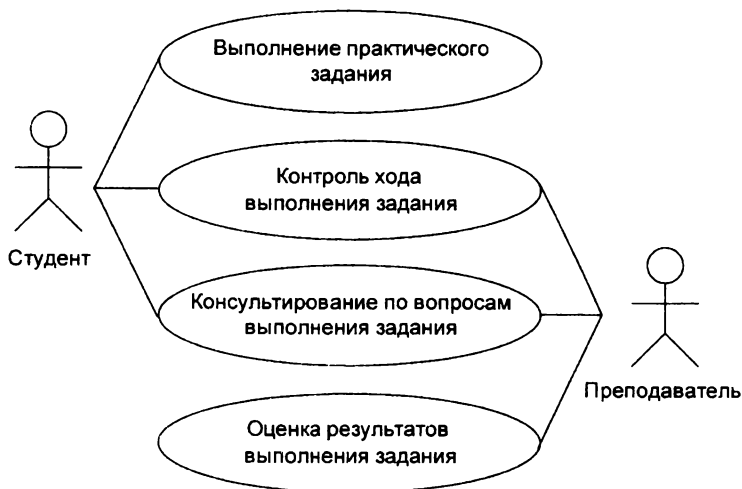 Выполнение практического
задания
Контроль хода
выполнения задания
Студент
Консультирование по вопросам
выполнения задания
Преподаватель
Оценка результатов
выполнения задания